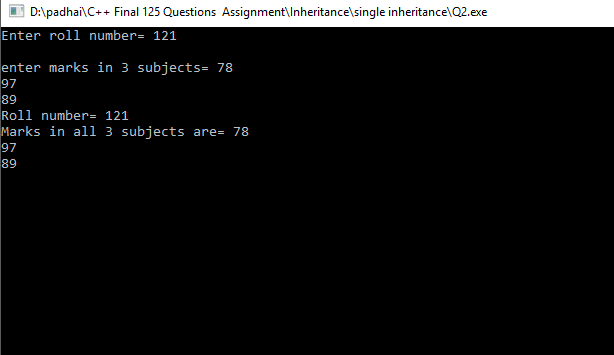 D:\padhai\C++ Final 125 Questions  Assignment\Inheritance\single inheritance\Q2.exe
Enter roll number= 121
enter marks in 3 subjects= 78
97
89
Roll number= 121
Marks in all 3 subjects are= 78
97
89